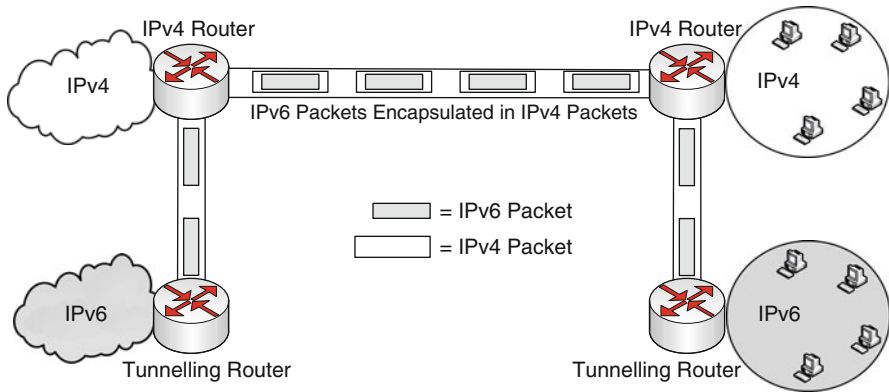 IPv4 Router
IPv4 Router
IPv4
IPv4
IPv6 Packets Encapsulated in IPv4 Packets
= IPv6 Packet
= IPv4 Packet
IPv6
IPv6
Tunnelling Router
Tunnelling Router